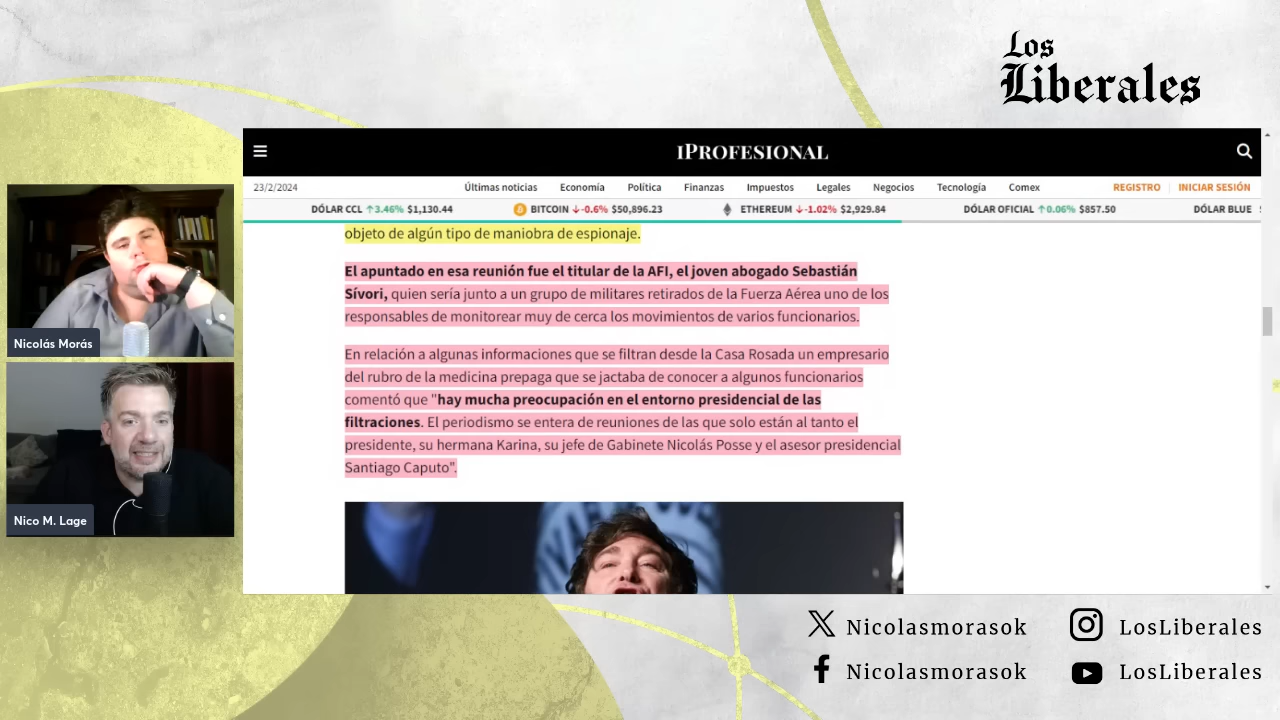 Los
Liberales
IPROFESIONAL
23/2/2024
Últimas noticias Economía Política Finanzas Impuestos Legales Negocios Tecnología Comex
REGISTRO INICIAR SESIÓN
DÓLAR CCL ↑3.46% $1,130.44 BITCOIN ↓-0.6% $50,896.23 ETHEREUM ↓-1.02% $2,929.84 DÓLAR OFICIAL ↑0.06% $857.50 DÓLAR BLUE
objeto de algún tipo de maniobra de espionaje.
El apuntado en esa reunión fue el titular de la AFI, el joven abogado Sebastián
Sívori, quien sería junto a un grupo de militares retirados de la Fuerza Aérea uno de los
responsables de monitorear muy de cerca los movimientos de varios funcionarios.
En relación a algunas informaciones que se filtran desde la Casa Rosada un empresario
del rubro de la medicina prepaga que se jactaba de conocer a algunos funcionarios
comentó que "hay mucha preocupación en el entorno presidencial de las
filtraciones. El periodismo se entera de reuniones de las que solo están al tanto el
presidente, su hermana Karina, su jefe de Gabinete Nicolás Posse y el asesor presidencial
Santiago Caputo".
Nicolás Morás
Nico M. Lage
Nicolasmorasok
LosLiberales
Nicolasmorasok
LosLiberales